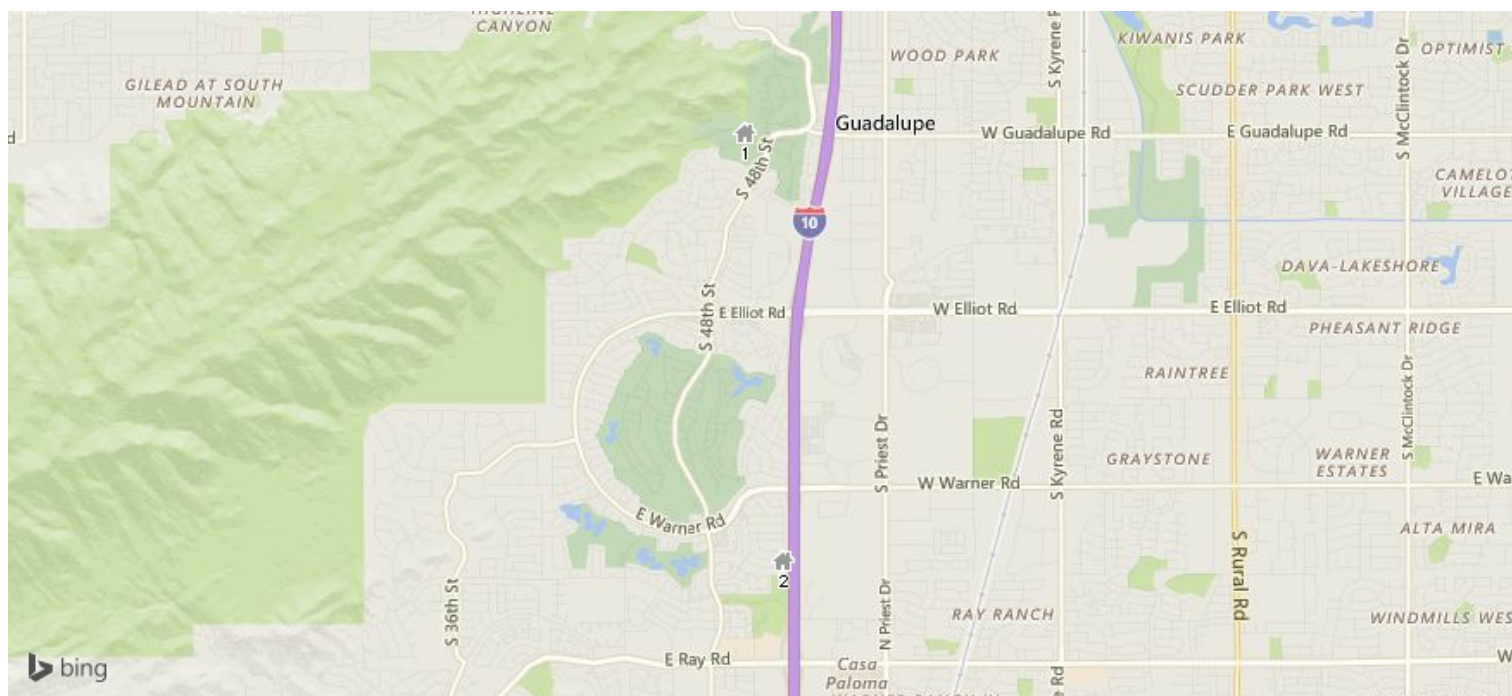 CANYON
GILEAD AT SOUTH
MOUNTAIN
WOOD PARK
S Kyrene
KIWANIS PARK
OPTIMIST
SCUDDER PARK WEST
S McClintock Dr
1
Guadalupe
W Guadalupe Rd
E Guadalupe Rd
S 48th St
CAMELOT
VILLAGE
10
DAVA-LAKESHORE
S 48th St
E Elliot Rd
W Elliot Rd
E Elliot Rd
PHEASANT RIDGE
RAINTREE
S McClintock Dr
S Priest Dr
S Kyrene Rd
GRAYSTONE
WARNER
ESTATES
W Warner Rd
E Wa
E Warner Rd
ALTA MIRA
S Rural Rd
2
S 36th St
N Priest Dr
RAY RANCH
WINDMILLS WES
E Ray Rd
Casa
Paloma
W
e Rd
bing